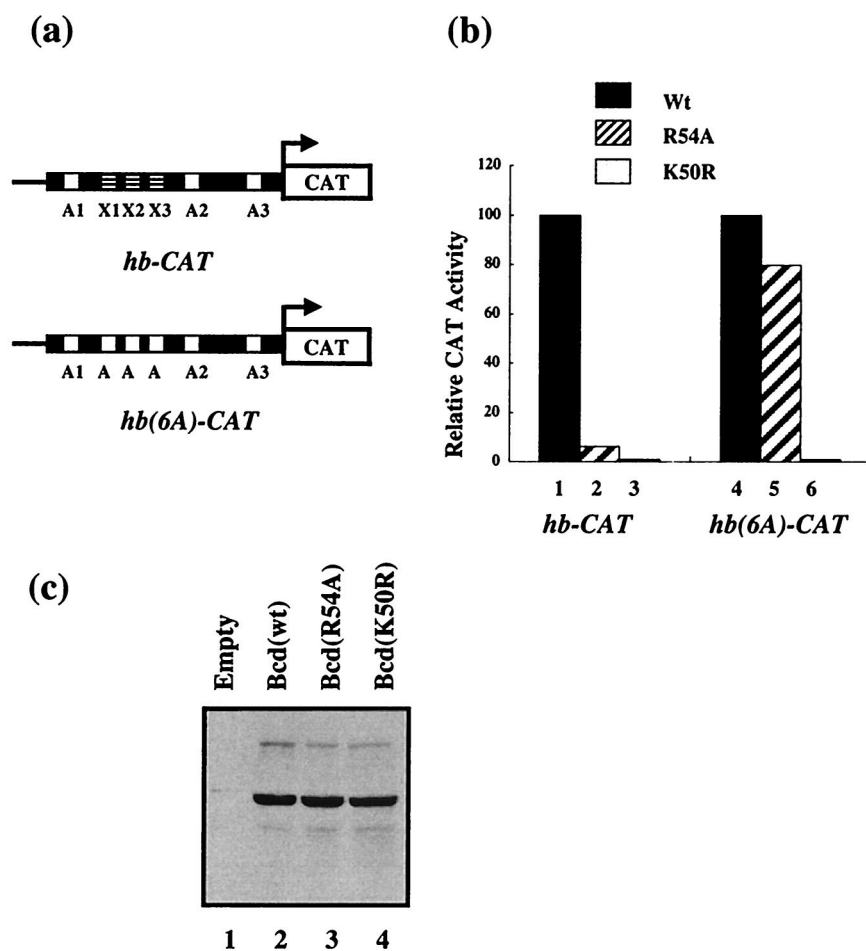 (a)
CAT
A1 X1 X2 X3 A2 A3
hb-CAT
CAT
A1 A A A A2 A3
hb(6A)-CAT
(b)
Wt
R54A
K50R
Relative CAT Activity
120
100
80
60
40
20
0
1 2 3 4 5 6
hb-CAT hb(6A)-CAT
(c)
Empty
Bcd(wt)
Bcd(R54A)
Bcd(K50R)
1 2 3 4